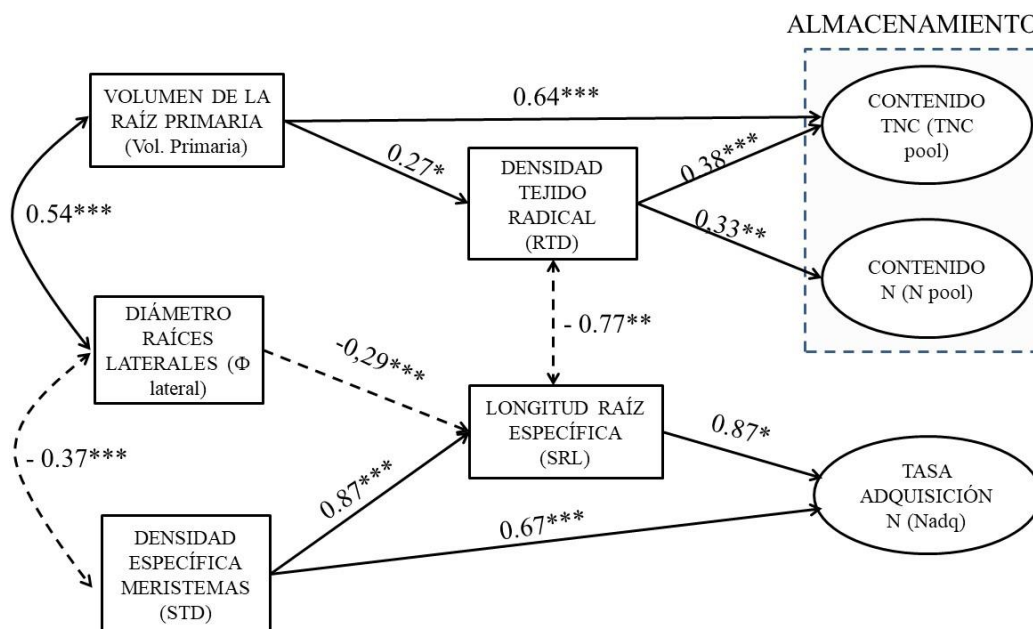 ALMACENAMIENTO
VOLUMEN DE LA
RAÍZ PRIMARIA
(Vol. Primaria)
0.64***
CONTENIDO
TNC (TNC
pool)
0.27*
DENSIDAD
TEJIDO
RADICAL
(RTD)
0.38***
0.54***
0,33**
CONTENIDO
N (N pool)
DIÁMETRO
RAÍCES
LATERALES (Φ
lateral)
-0,29***
- 0.77**
LONGITUD RAÍZ
ESPECÍFICA
(SRL)
0.87*
- 0.37***
0.87***
TASA
ADQUISICIÓN
N (Nadq)
0.67***
DENSIDAD
ESPECÍFICA
MERISTEMAS
(STD)